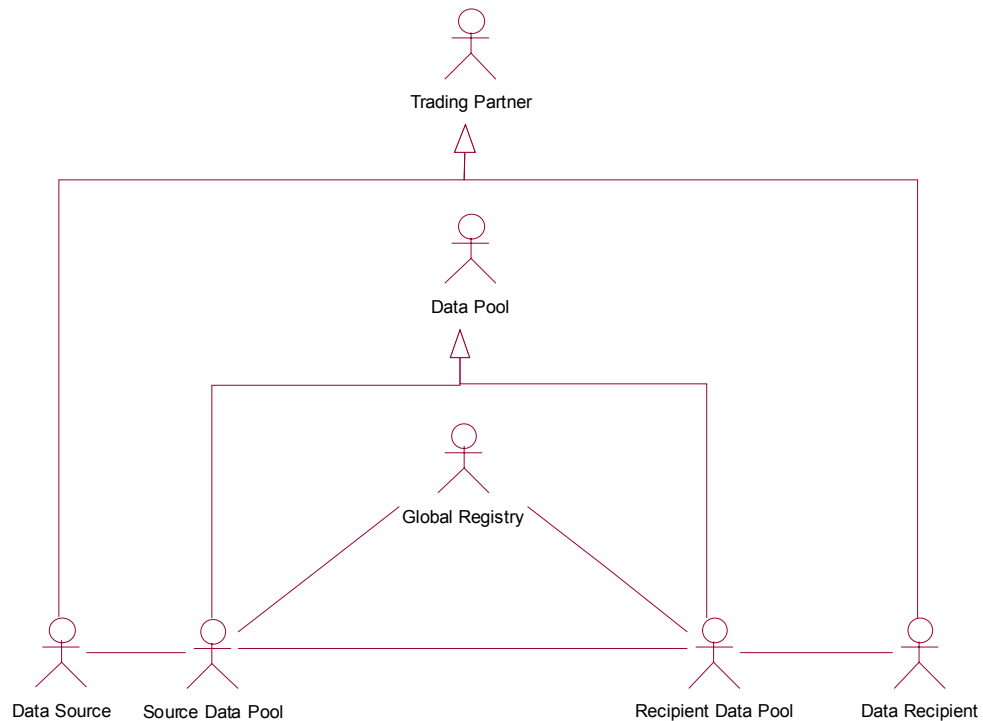 Trading Partner
Data Pool
Global Registry
Data Source
Source Data Pool
Recipient Data Pool
Data Recipient